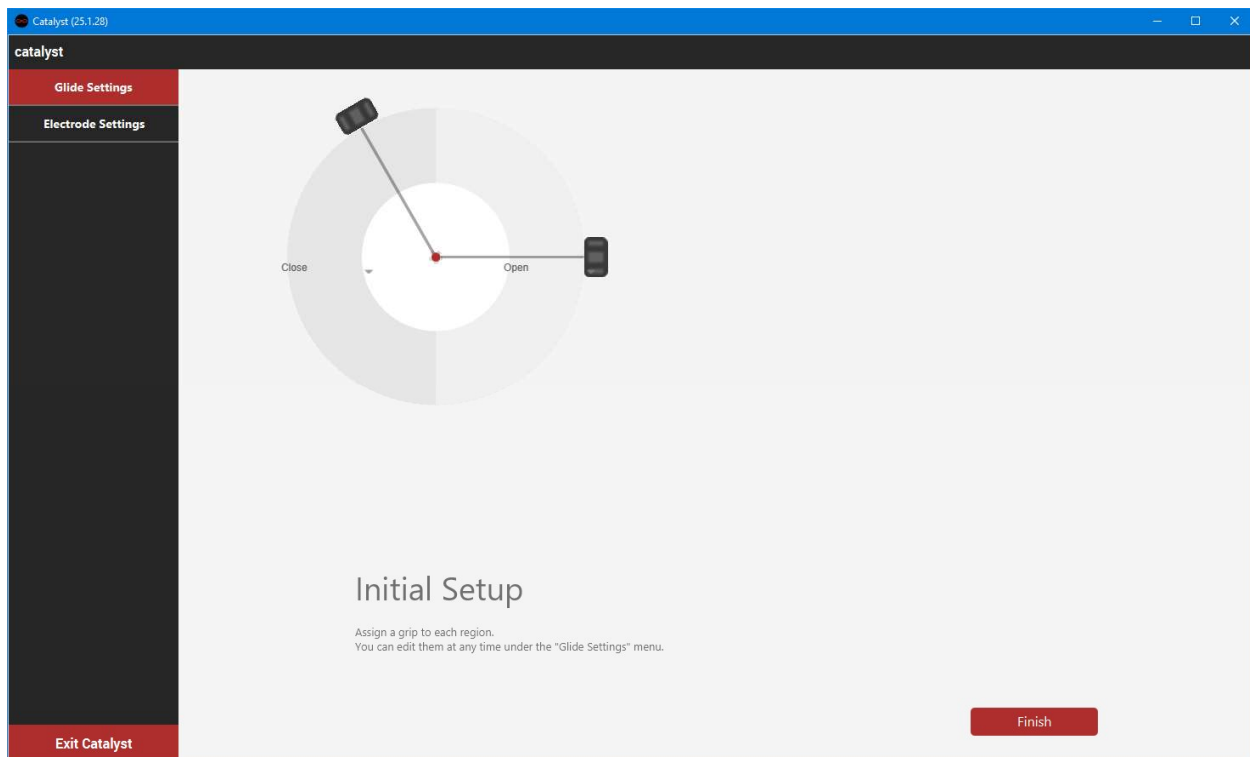 Catalyst (25.1.28)
catalyst
Glide Settings
Electrode Settings
Close
Open
Initial Setup
Assign a grip to each region.
You can edit them at any time under the "Glide Settings" menu.
Finish
Exit Catalyst